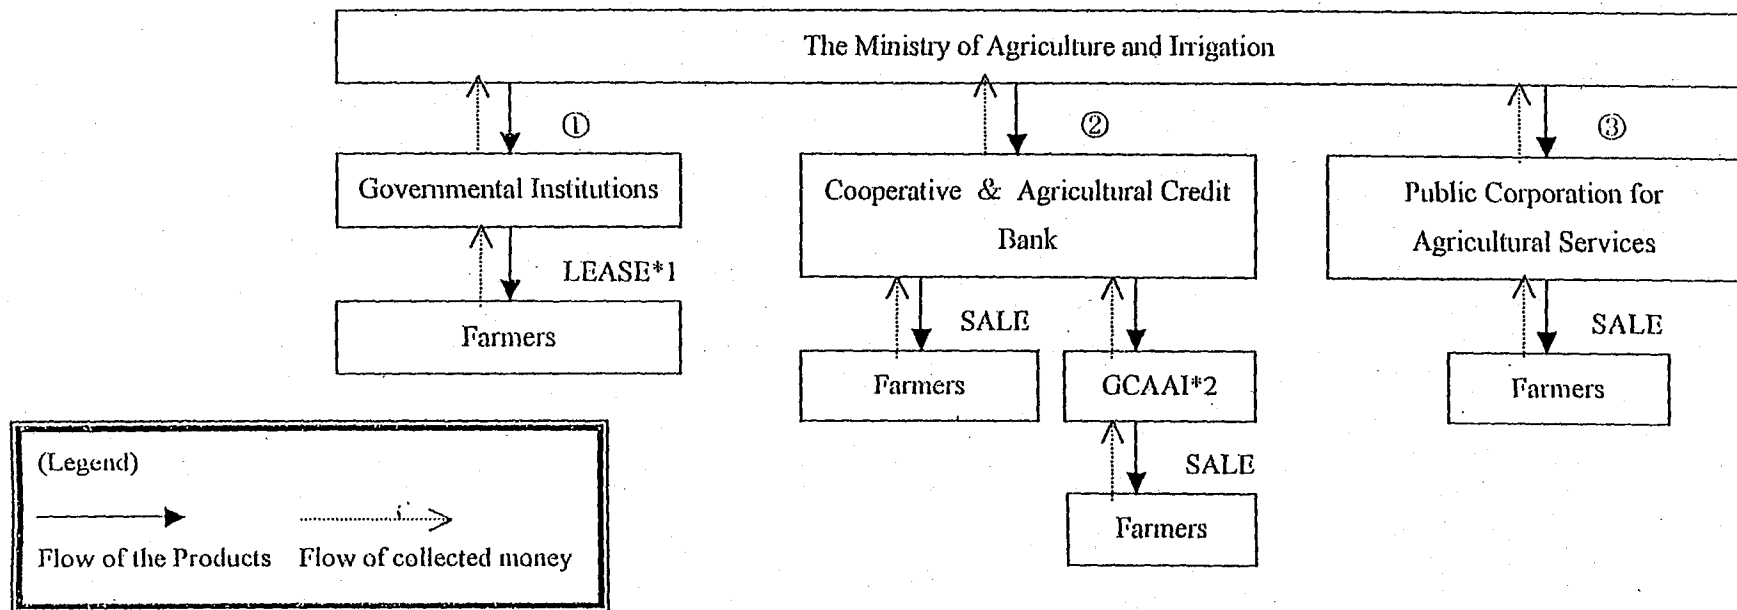 The Ministry of Agriculture and Irrigation
①
②
③
Governmental Institutions
Cooperative & Agricultural Credit
Bank
Public Corporation for
Agricultural Services
LEASE*1
SALE
SALE
Farmers
Farmers
GCAAI*2
Farmers
SALE
Farmers
(Legend)
Flow of the Products Flow of collected money